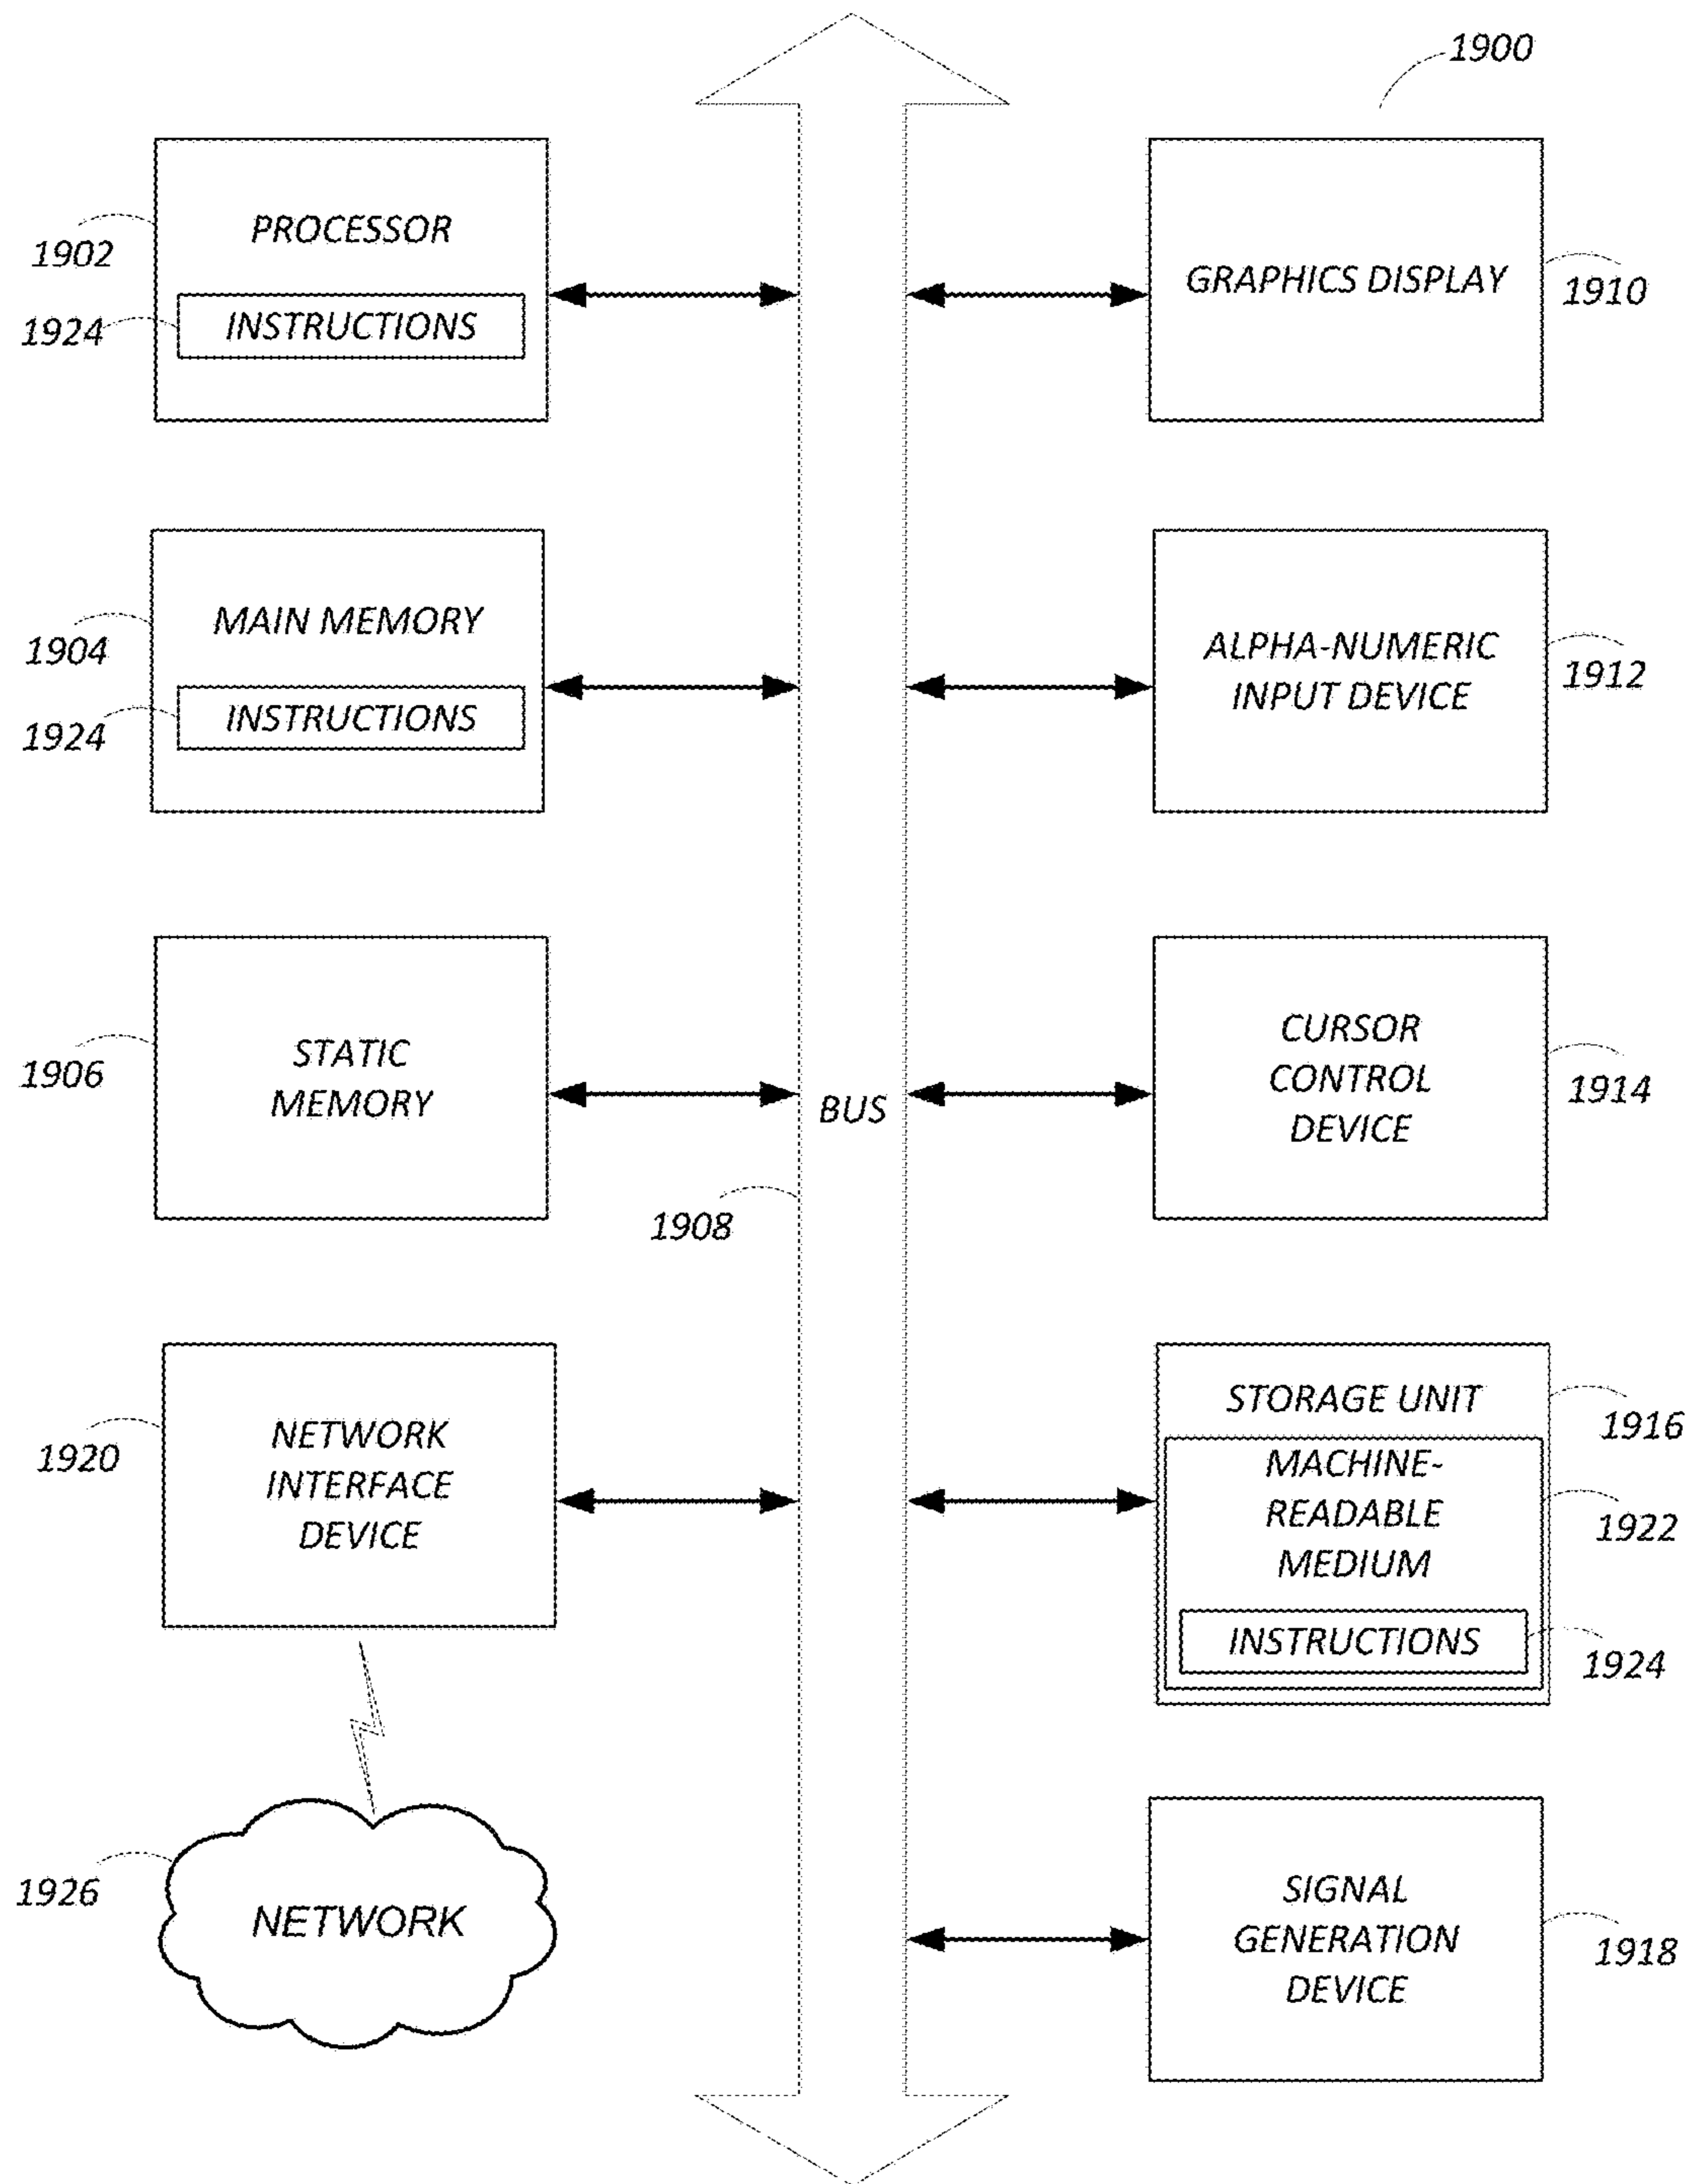 1900
PROCESSOR
1902
INSTRUCTIONS
1924
GRAPHICS DISPLAY
1910
MAIN MEMORY
1904
INSTRUCTIONS
1924
ALPHA-NUMERIC
INPUT DEVICE
1912
STATIC
MEMORY
1906
BUS
1908
CURSOR
CONTROL
DEVICE
1914
NETWORK
INTERFACE
DEVICE
1920
STORAGE UNIT
1916
MACHINE-
READABLE
MEDIUM
1922
INSTRUCTIONS
1924
NETWORK
1926
SIGNAL
GENERATION
DEVICE
1918